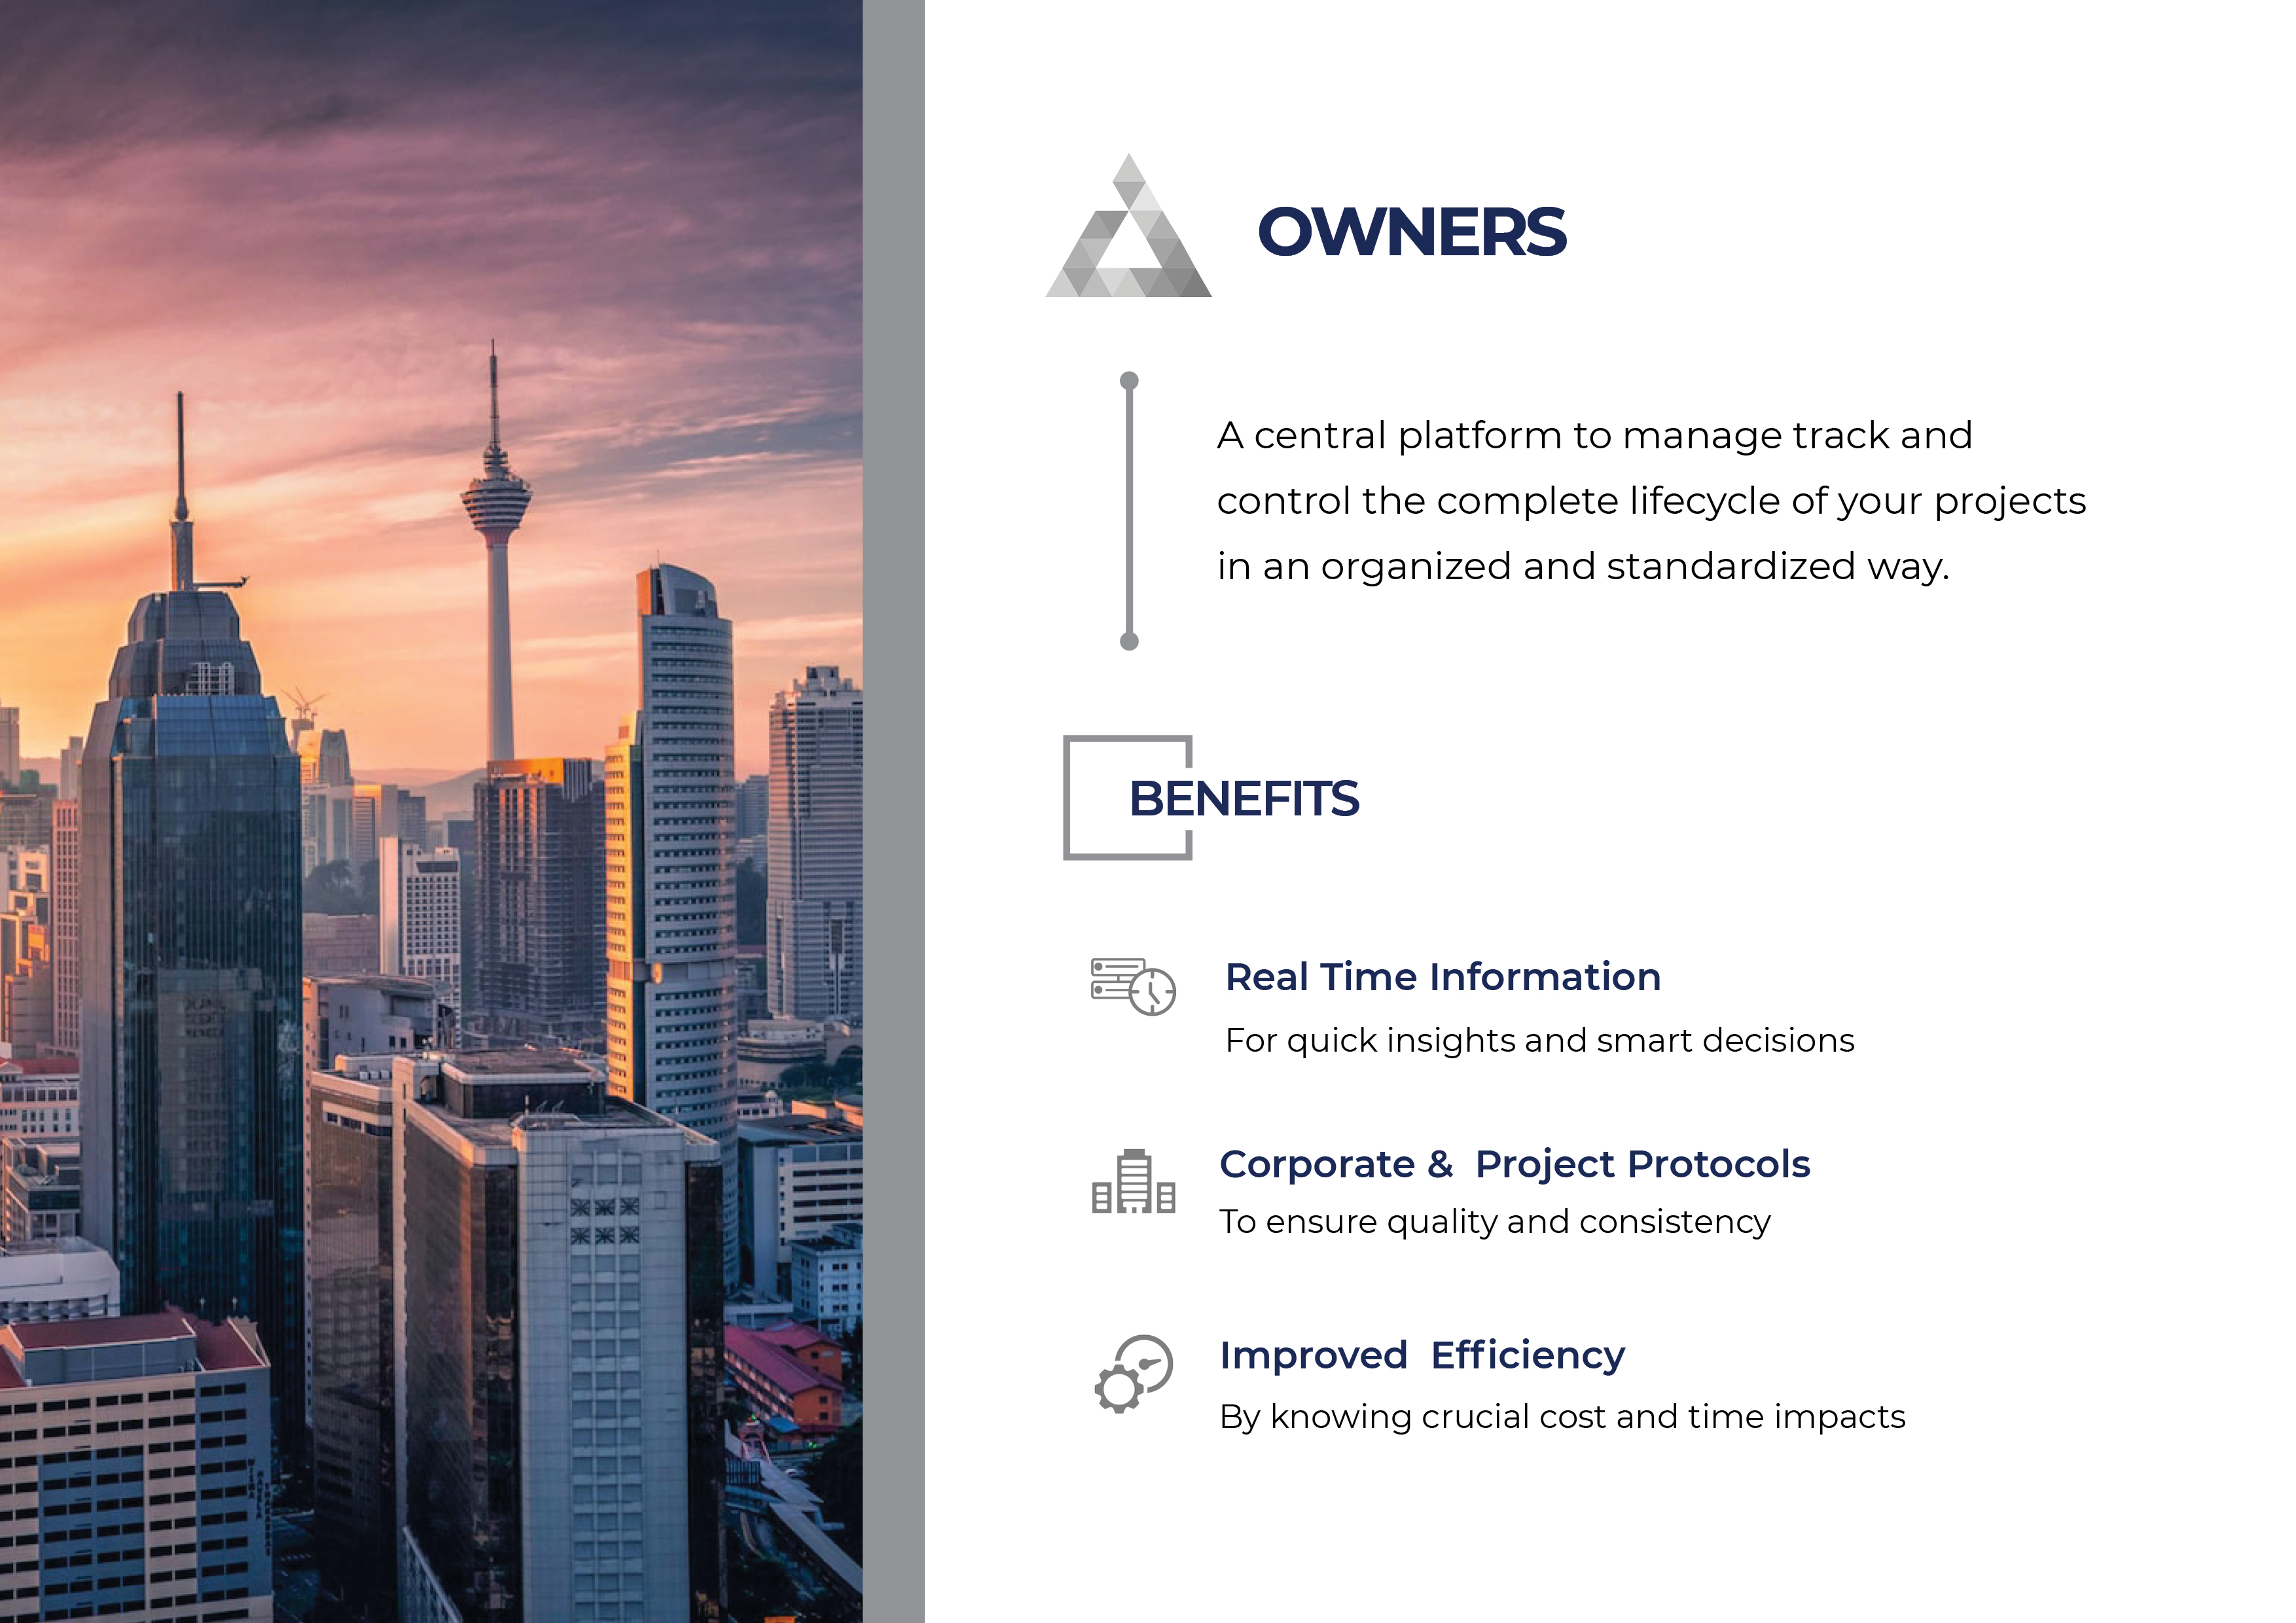 OWNERS
A central platform to manage track and
control the complete lifecycle of your projects
in an organized and standardized way.
BENEFITS
Real Time Information
For quick insights and smart decisions
Corporate &  Project Protocols
To ensure quality and consistency
Improved  Efficiency
By knowing crucial cost and time impacts